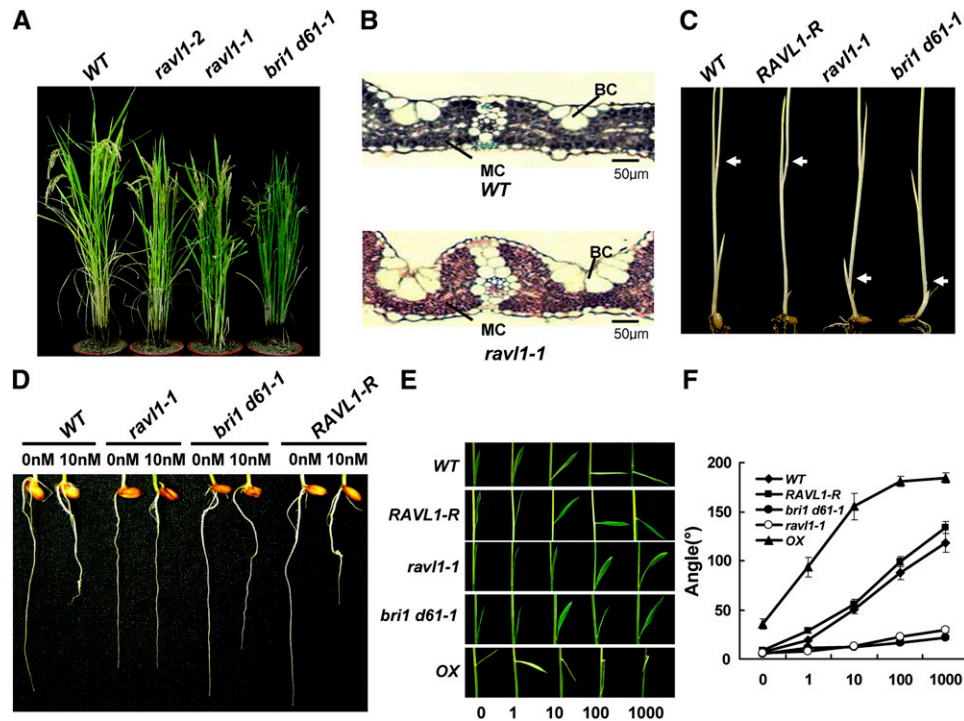 A
WT
ravl1-2
ravl1-1
bri1 d61-1
B
BC
MC
50µm
WT
BC
MC
50µm
ravl1-1
C
WT
RAVL1-R
ravl1-1
bri1 d61-1
D
WT ravl1-1 bri1 d61-1 RAVL1-R
0nM 10nM 0nM 10nM 0nM 10nM 0nM 10nM
E
WT
RAVL1-R
ravl1-1
bri1 d61-1
OX
0 1 10 100 1000
F
Angle(°)
200
150
100
50
0
WT
RAVL1-R
bri1 d61-1
ravl1-1
OX
0 1 10 100 1000